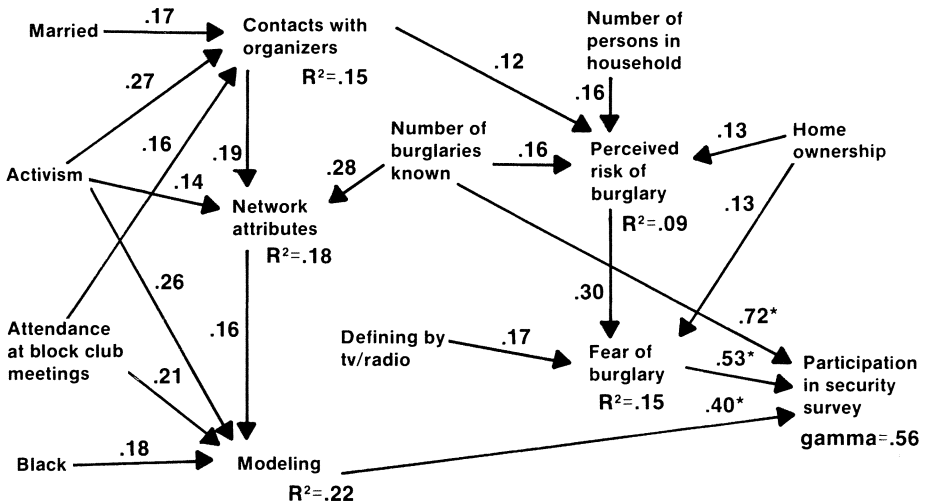 Married
.17
Contacts with
organizers
R²=.15
Number of
persons in
household
.12
.27
.16
.16
.19
Number of
burglaries
known
.16
Perceived
risk of
burglary
R²=.09
.13
Home
ownership
Activism
.14
.28
Network
attributes
R²=.18
.13
.26
.30
.16
.72*
Attendance
at block club
meetings
Defining by
tv/radio
.17
Fear of
burglary
R²=.15
.53*
Participation
in security
survey
gamma=.56
.21
.40*
Black
.18
Modeling
R²=.22